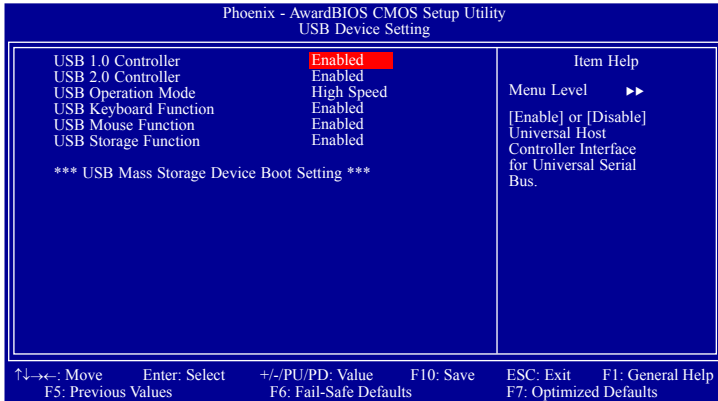 Phoenix - AwardBIOS CMOS Setup Utility
USB Device Setting
USB 1.0 Controller Enabled
USB 2.0 Controller Enabled
USB Operation Mode High Speed
USB Keyboard Function Enabled
USB Mouse Function Enabled
USB Storage Function Enabled
*** USB Mass Storage Device Boot Setting ***
Item Help
Menu Level ▶▶
[Enable] or [Disable]
Universal Host
Controller Interface
for Universal Serial
Bus.
↑↓→←: Move Enter: Select +/-/PU/PD: Value F10: Save ESC: Exit F1: General Help
F5: Previous Values F6: Fail-Safe Defaults F7: Optimized Defaults